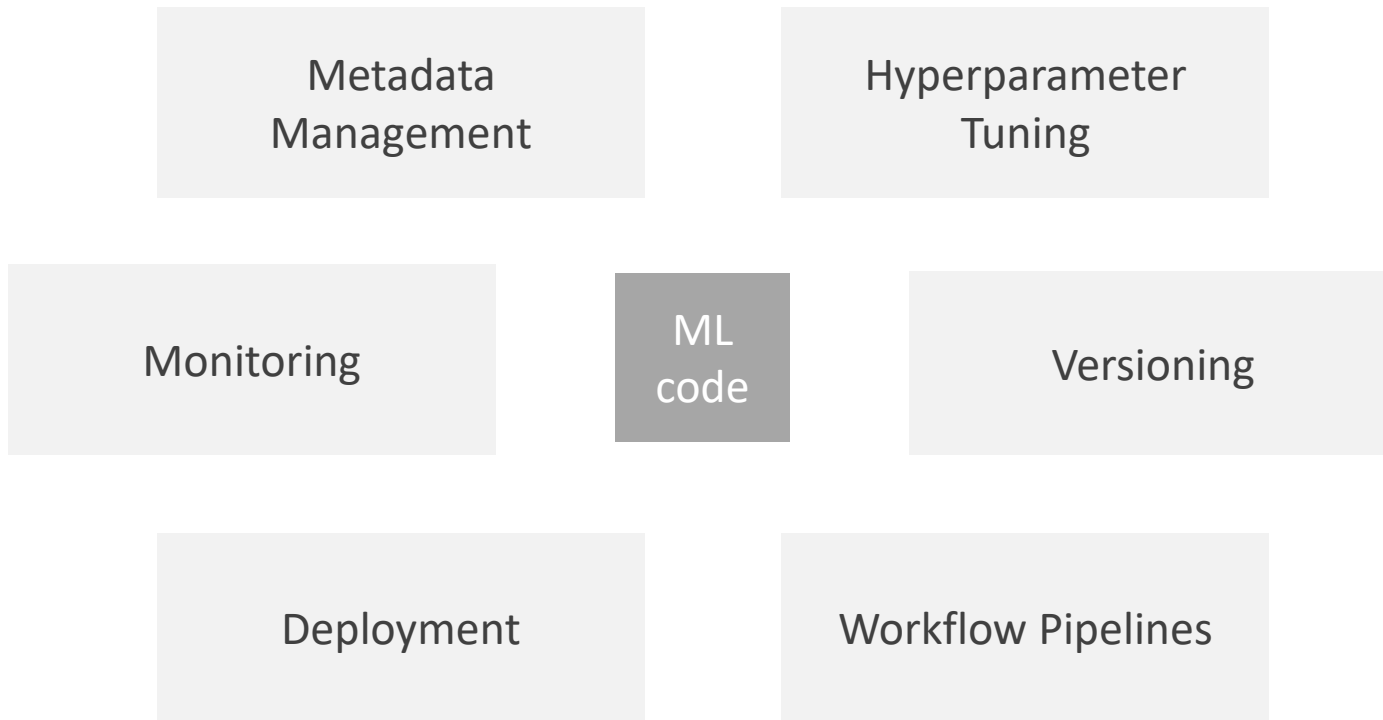 Metadata
Management
Hyperparameter
Tuning
Monitoring
ML
code
Versioning
Deployment
Workflow Pipelines